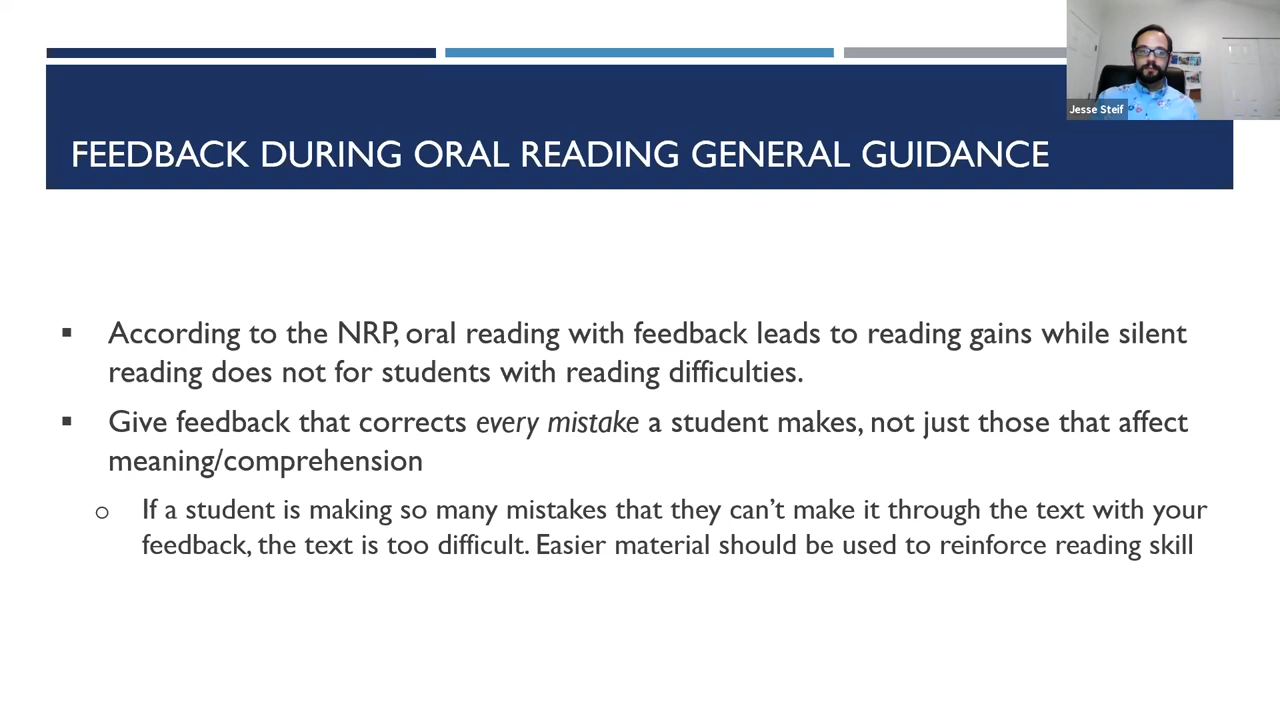 Jesse Steif
FEEDBACK DURING ORAL READING GENERAL GUIDANCE
▪ According to the NRP, oral reading with feedback leads to reading gains while silent
reading does not for students with reading difficulties.
▪ Give feedback that corrects every mistake a student makes, not just those that affect
meaning/comprehension
o If a student is making so many mistakes that they can't make it through the text with your
feedback, the text is too difficult. Easier material should be used to reinforce reading skill